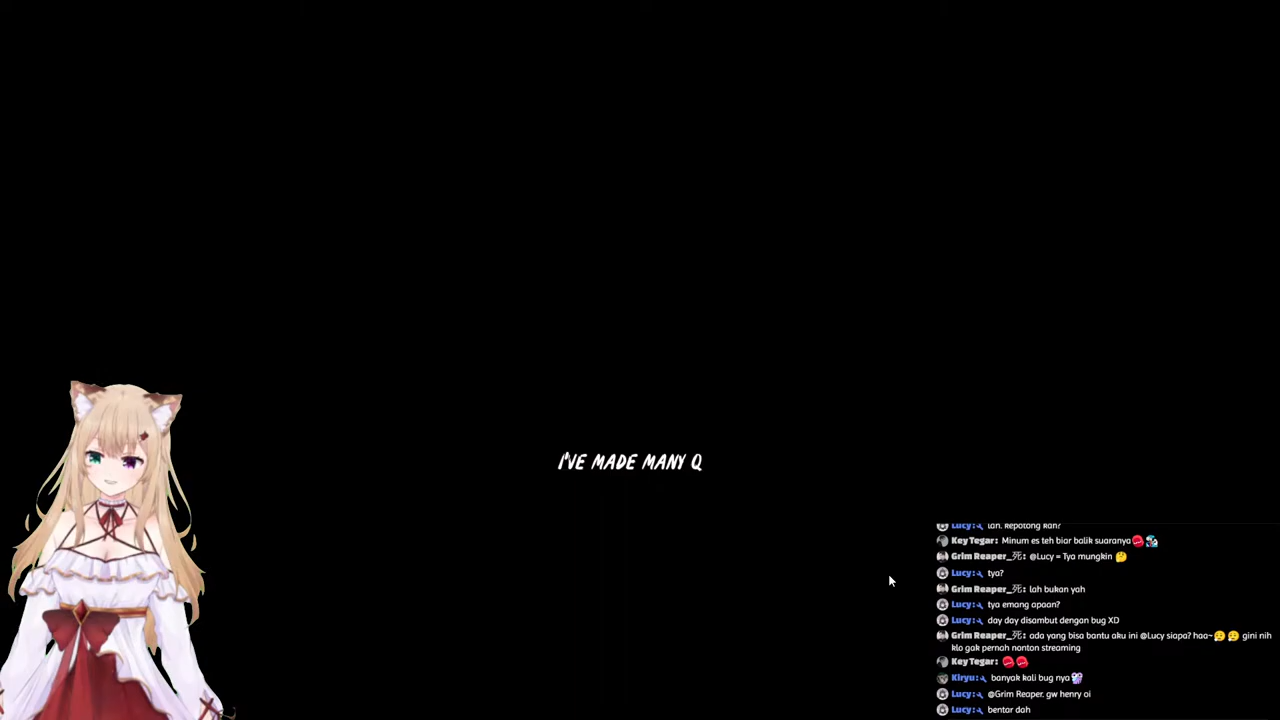 I'VE MADE MANY Q
Lucy: lah. kepotong kah?
Key Tegar: Minum es teh biar balik suaranya
Grim Reaper_死: @Lucy = Tya mungkin 🤔
Lucy: tya?
Grim Reaper_死: lah bukan yah
Lucy: tya emang apaan?
Lucy: day day disambut dengan bug XD
Grim Reaper_死: ada yang bisa bantu aku ini @Lucy siapa? haa~😮‍💨😮‍💨 gini nih
klo gak pernah nonton streaming
Key Tegar:
Kiryu: banyak kali bug nya
Lucy: @Grim Reaper. gw henry oi
Lucy: bentar dah